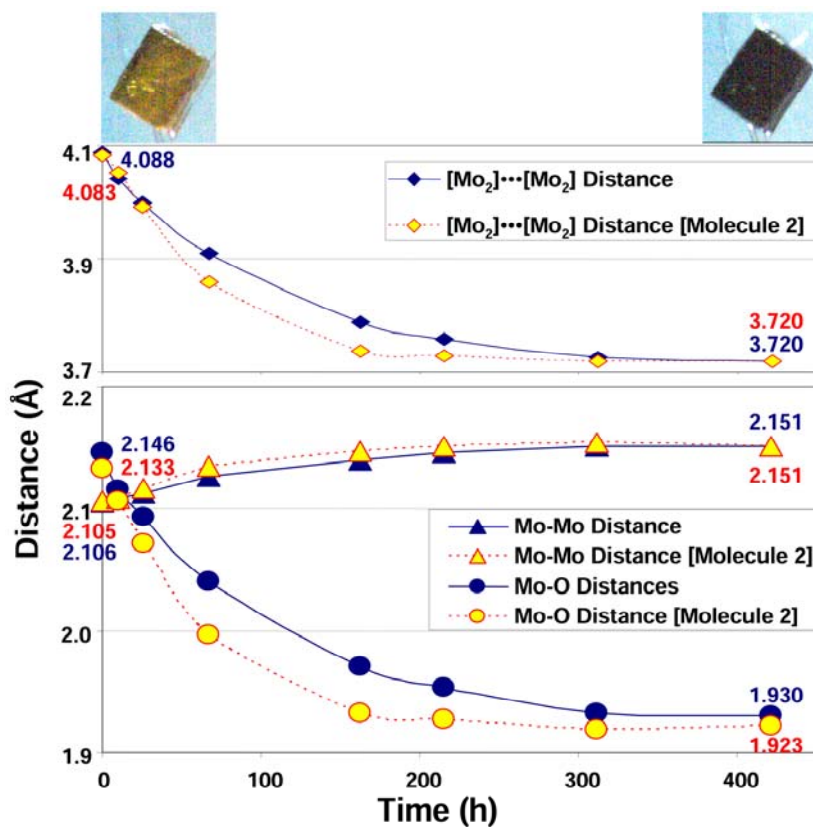 4.1
4.088
4.083
[Mo₂]•••[Mo₂] Distance
[Mo₂]•••[Mo₂] Distance [Molecule 2]
3.9
3.720
3.720
3.7
2.2
2.146
2.133
2.151
2.151
2.1
2.105
2.106
Mo-Mo Distance
Mo-Mo Distance [Molecule 2]
Mo-O Distances
Mo-O Distance [Molecule 2]
2.0
1.930
1.923
1.9
Distance (Å)
0 100 200 300 400
Time (h)